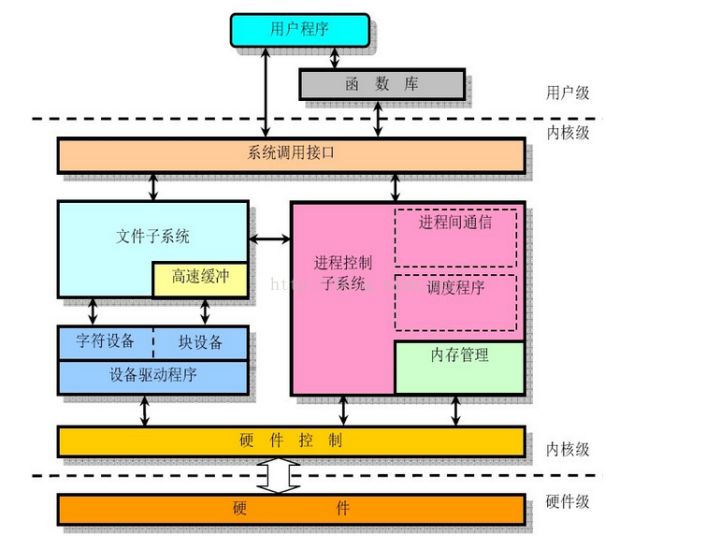 用户程序
函 数 库
用户级
内核级
系统调用接口
文件子系统
高速缓冲
进程控制
子系统
进程间通信
调度程序
内存管理
字符设备
块设备
设备驱动程序
硬 件 控 制
内核级
硬件级
硬 件